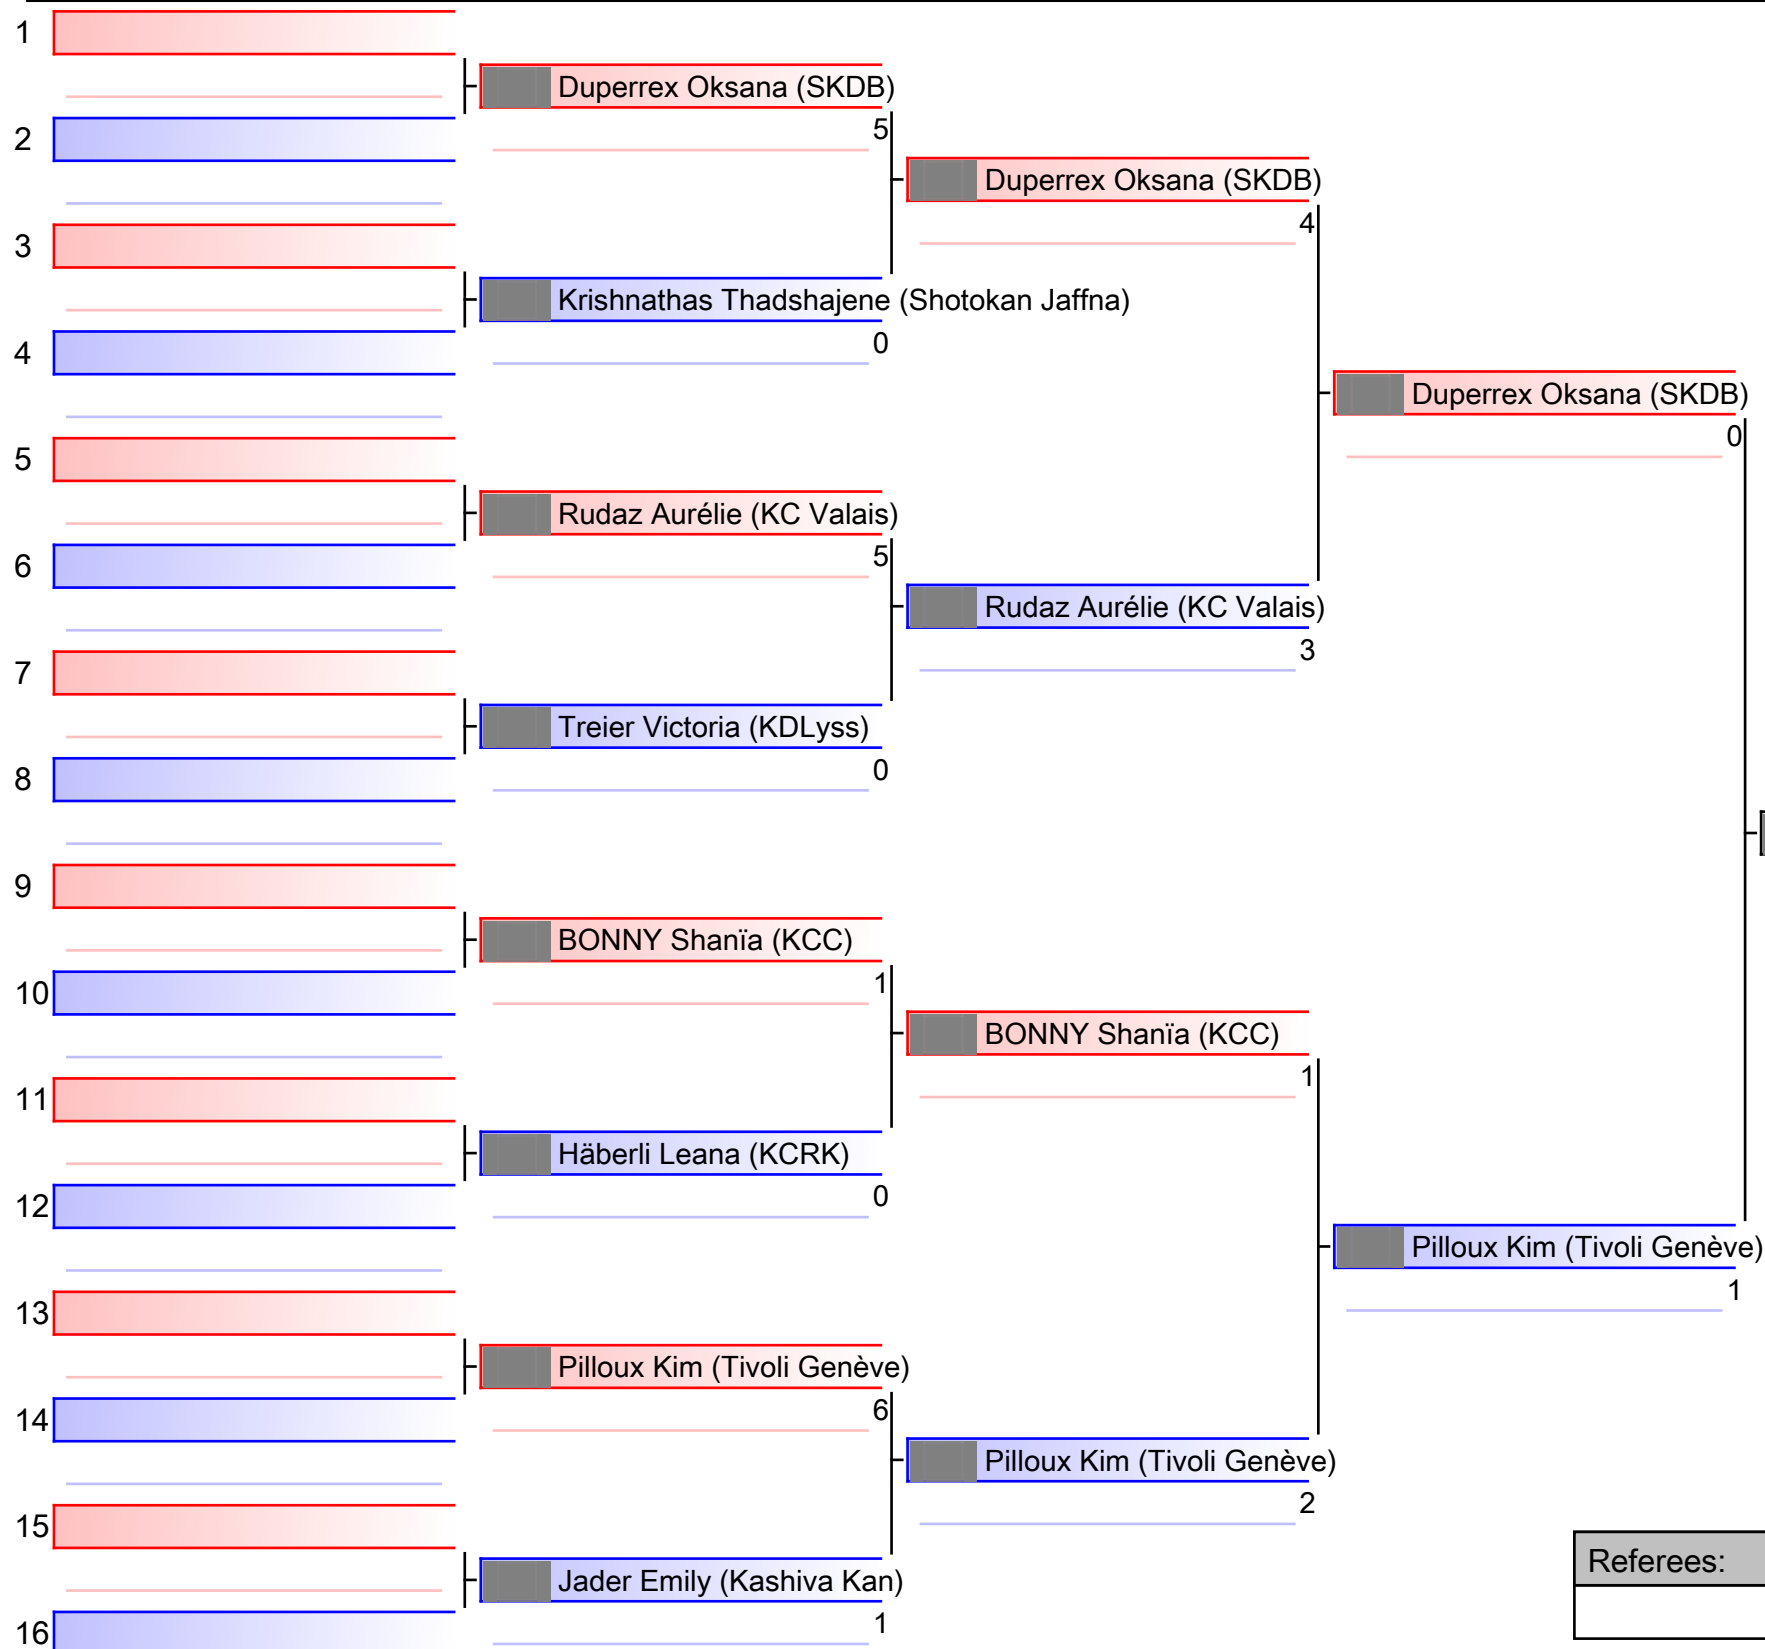 1
Duperrex Oksana (SKDB)
5
2
Duperrex Oksana (SKDB)
4
3
Krishnathas Thadshajene (Shotokan Jaffna)
0
4
Duperrex Oksana (SKDB)
0
5
Rudaz Aurélie (KC Valais)
5
6
Rudaz Aurélie (KC Valais)
3
7
Treier Victoria (KDLyss)
0
8
9
BONNY Shanïa (KCC)
1
10
BONNY Shanïa (KCC)
1
11
Häberli Leana (KCRK)
0
12
Pilloux Kim (Tivoli Genève)
1
13
Pilloux Kim (Tivoli Genève)
6
14
Pilloux Kim (Tivoli Genève)
2
15
Referees:
Jader Emily (Kashiva Kan)
1
16